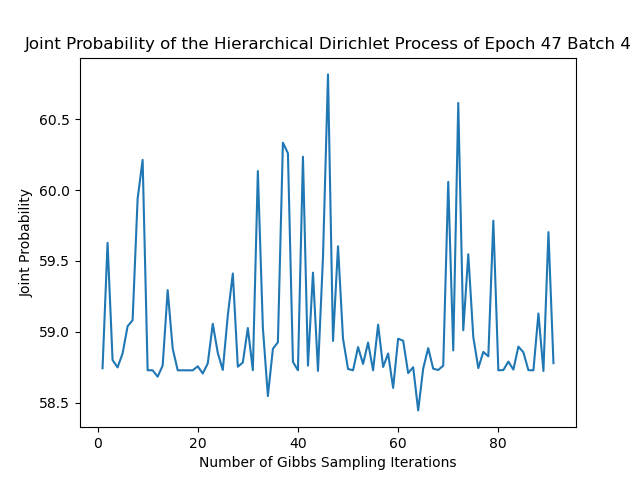 Joint Probability of the Hierarchical Dirichlet Process of Epoch 47 Batch 4
60.5
60.0
59.5
59.0
58.5
Joint Probability
0 20 40 60 80
Number of Gibbs Sampling Iterations